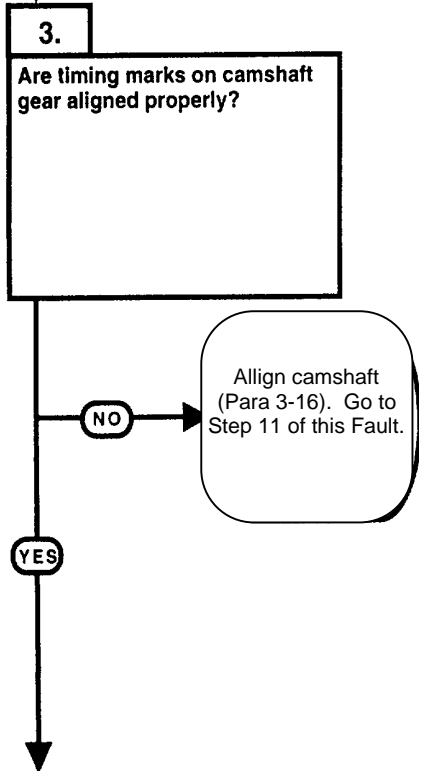 3.
Are timing marks on camshaft
gear aligned properly?
NO
Allign camshaft
(Para 3-16). Go to
Step 11 of this Fault.
YES